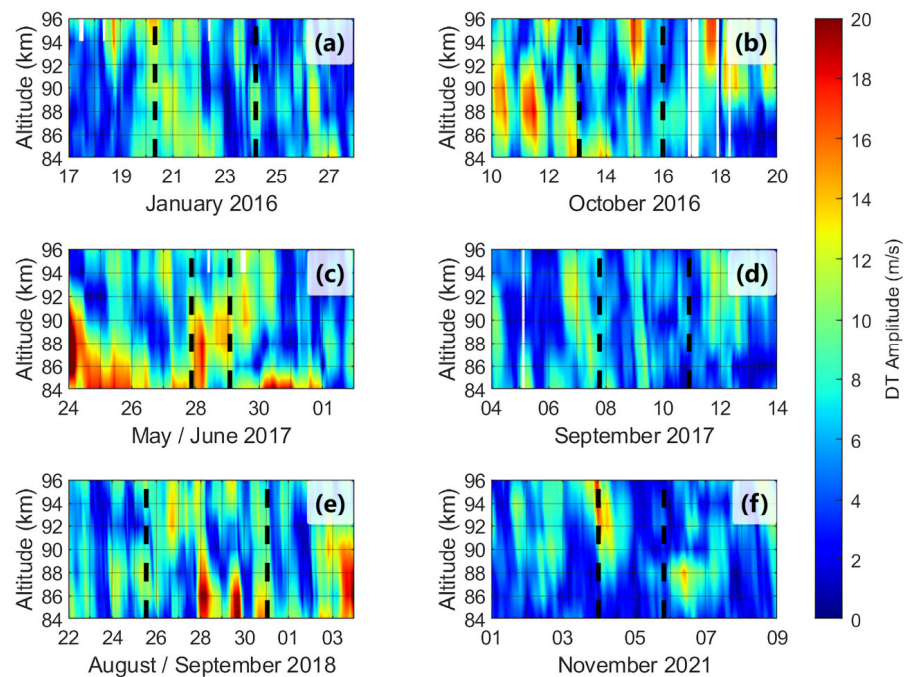 (a)
Altitude (km)
96
94
92
90
88
86
84
17 19 21 23 25 27
January 2016
(b)
Altitude (km)
96
94
92
90
88
86
84
10 12 14 16 18 20
October 2016
(c)
Altitude (km)
96
94
92
90
88
86
84
24 26 28 30 01
May / June 2017
(d)
Altitude (km)
96
94
92
90
88
86
84
04 06 08 10 12 14
September 2017
(e)
Altitude (km)
96
94
92
90
88
86
84
22 24 26 28 30 01 03
August / September 2018
(f)
Altitude (km)
96
94
92
90
88
86
84
01 03 05 07 09
November 2021
20
18
16
14
12
10
8
6
4
2
0
DT Amplitude (m/s)